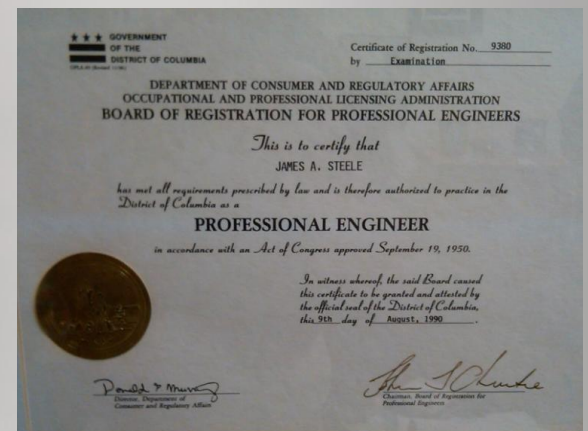 ★ ★ ★ GOVERNMENT
OF THE
DISTRICT OF COLUMBIA
Certificate of Registration No. 9380
by Examination
DEPARTMENT OF CONSUMER AND REGULATORY AFFAIRS
OCCUPATIONAL AND PROFESSIONAL LICENSING ADMINISTRATION
BOARD OF REGISTRATION FOR PROFESSIONAL ENGINEERS
This is to certify that
JAMES A. STEELE
has met all requirements prescribed by law and is therefore authorized to practice in the
District of Columbia as a
PROFESSIONAL ENGINEER
in accordance with an Act of Congress approved September 19, 1950.
In witness whereof, the said Board caused
this certificate to be granted and attested by
the official seal of the District of Columbia,
this 9th day of August, 1990.
Director, Department of
Consumer and Regulatory Affairs
Chairman, Board of Registration for
Professional Engineers